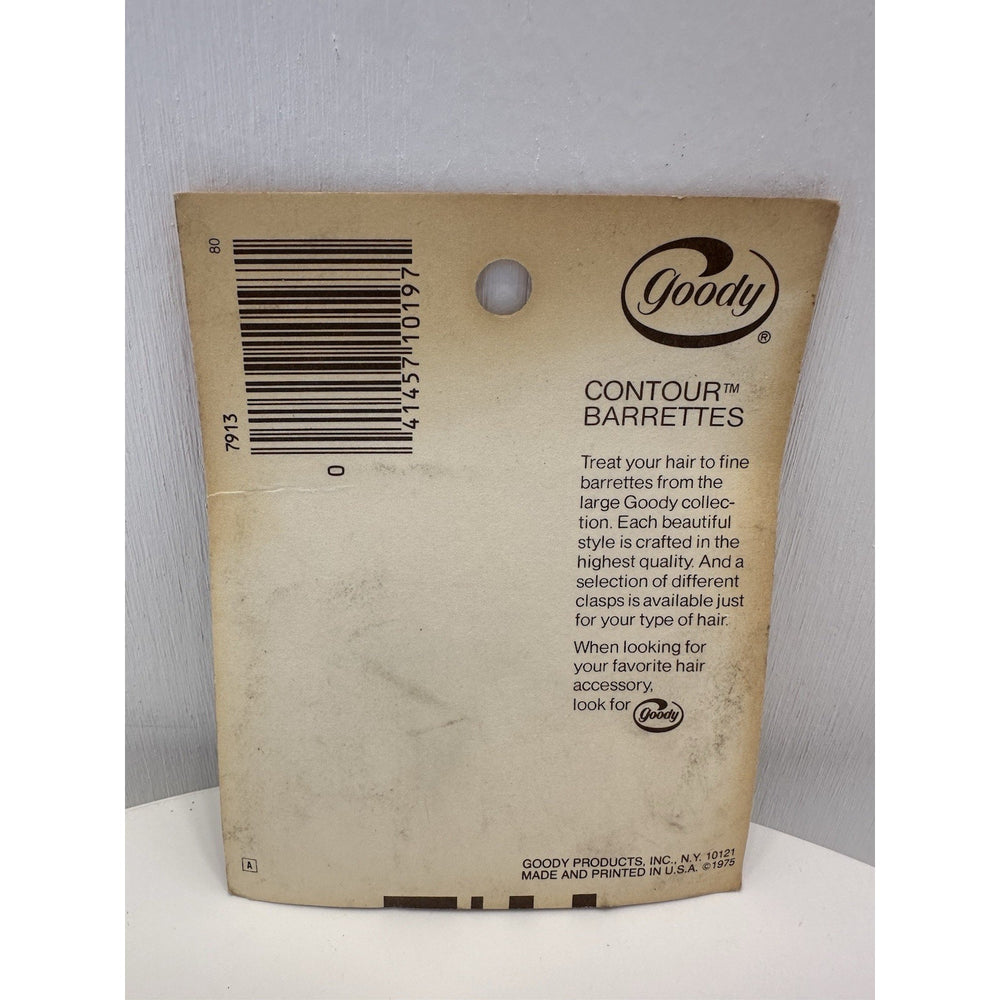 80
7913
0
41457 10197
goody
®
CONTOUR™
BARRETTES
Treat your hair to fine
barrettes from the
large Goody collec-
tion. Each beautiful
style is crafted in the
highest quality. And a
selection of different
clasps is available just
for your type of hair.
When looking for
your favorite hair
accessory,
look for goody
A
GOODY PRODUCTS, INC., N.Y. 10121
MADE AND PRINTED IN U.S.A. ©1975